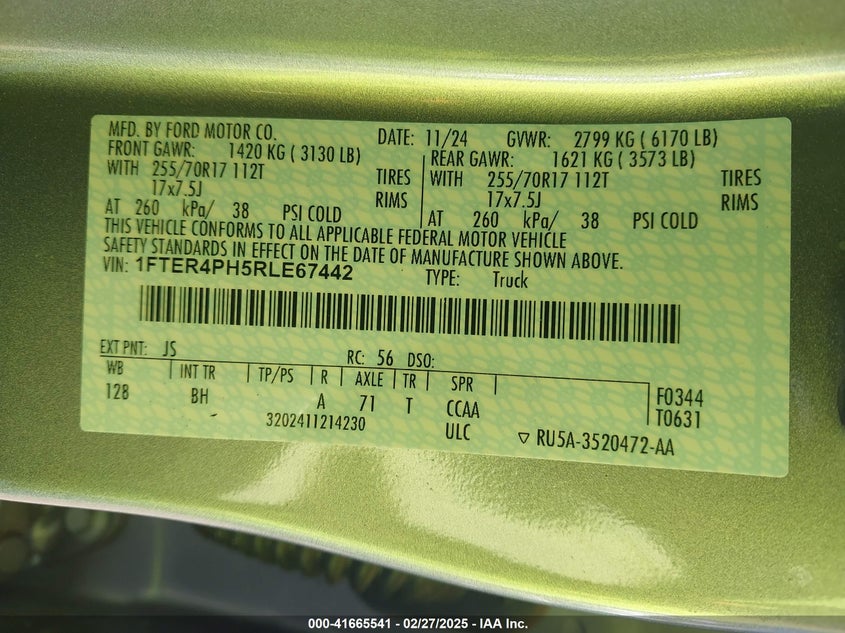 MFD. BY FORD MOTOR CO. DATE: 11/24 GVWR: 2799 KG ( 6170 LB)
FRONT GAWR: 1420 KG ( 3130 LB) REAR GAWR: 1621 KG ( 3573 LB)
WITH 255/70R17 112T TIRES WITH 255/70R17 112T TIRES
17x7.5J RIMS 17x7.5J RIMS
AT 260 kPa/ 38 PSI COLD AT 260 kPa/ 38 PSI COLD
THIS VEHICLE CONFORMS TO ALL APPLICABLE FEDERAL MOTOR VEHICLE
SAFETY STANDARDS IN EFFECT ON THE DATE OF MANUFACTURE SHOWN ABOVE.
VIN: 1FTER4PH5RLE67442 TYPE: Truck
EXT PNT: JS RC: 56 DSO:
WB INT TR TP/PS R AXLE TR SPR F0344
128 BH A 71 T CCAA T0631
3202411214230 ULC ▽ RU5A-3520472-AA
000-41665541 - 02/27/2025 - IAA Inc.